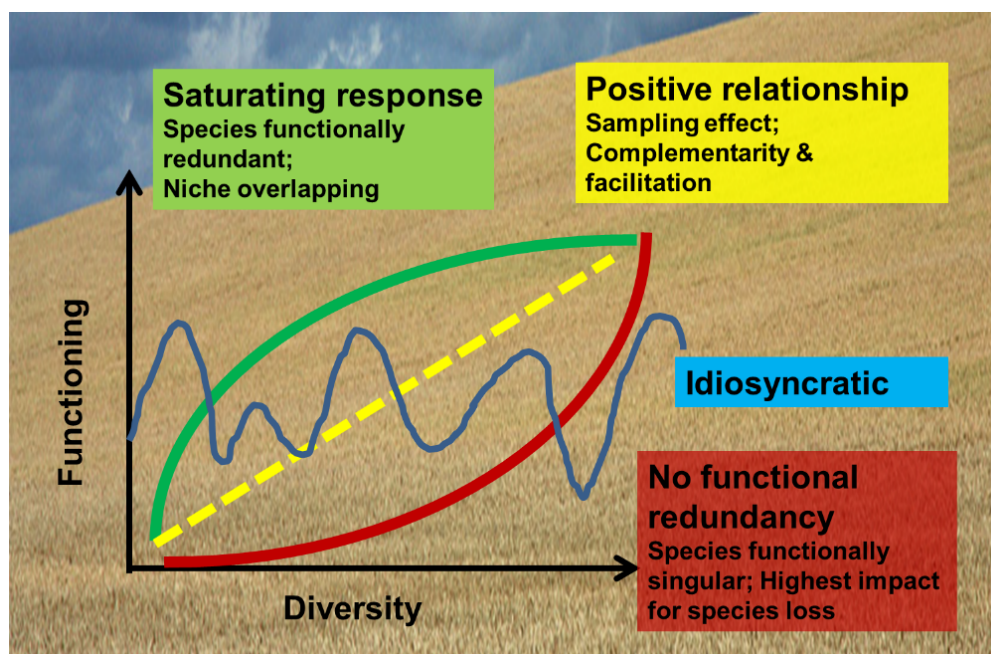 Saturating response
Species functionally
redundant;
Niche overlapping
Positive relationship
Sampling effect;
Complementarity &
facilitation
Functioning
Idiosyncratic
No functional
redundancy
Species functionally
singular; Highest impact
for species loss
Diversity